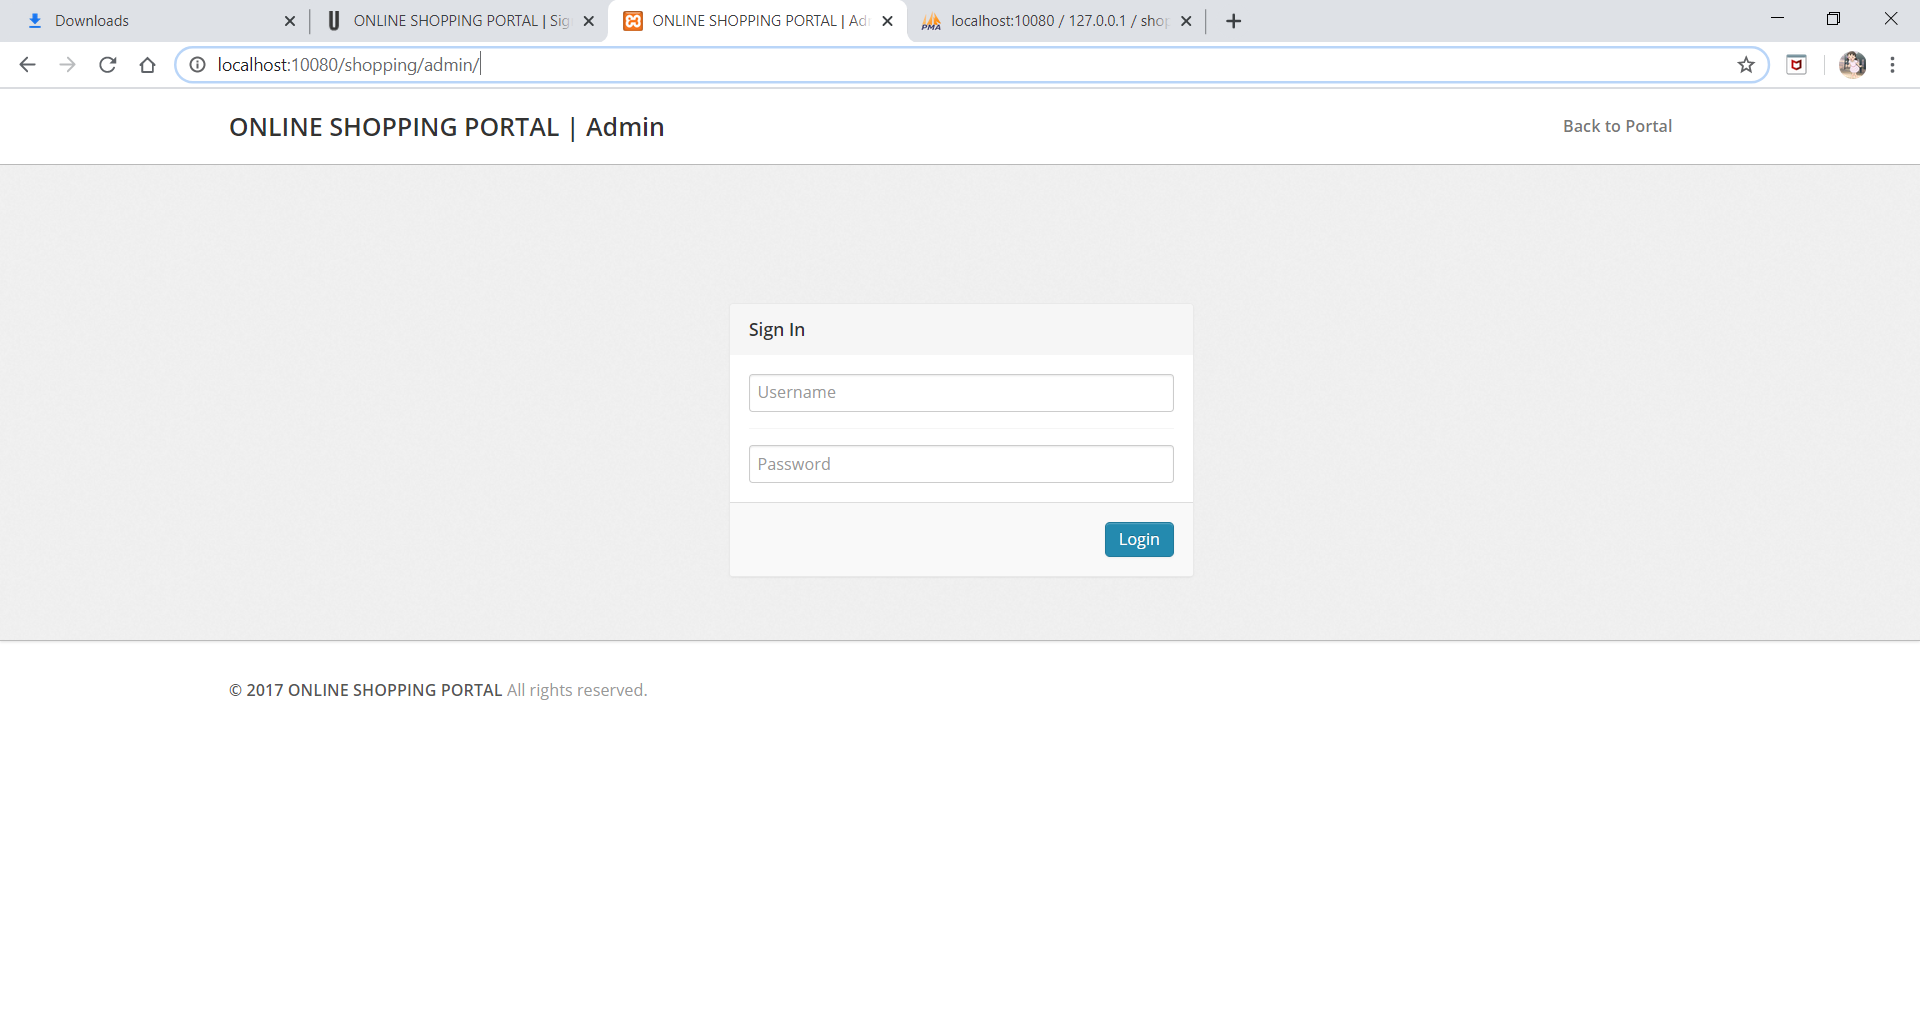 Downloads
ONLINE SHOPPING PORTAL | Sig
ONLINE SHOPPING PORTAL | Ad
PMA
localhost:10080 / 127.0.0.1 / shop
localhost:10080/shopping/admin/
ONLINE SHOPPING PORTAL | Admin
Back to Portal
Sign In
Username
Password
Login
© 2017 ONLINE SHOPPING PORTAL All rights reserved.